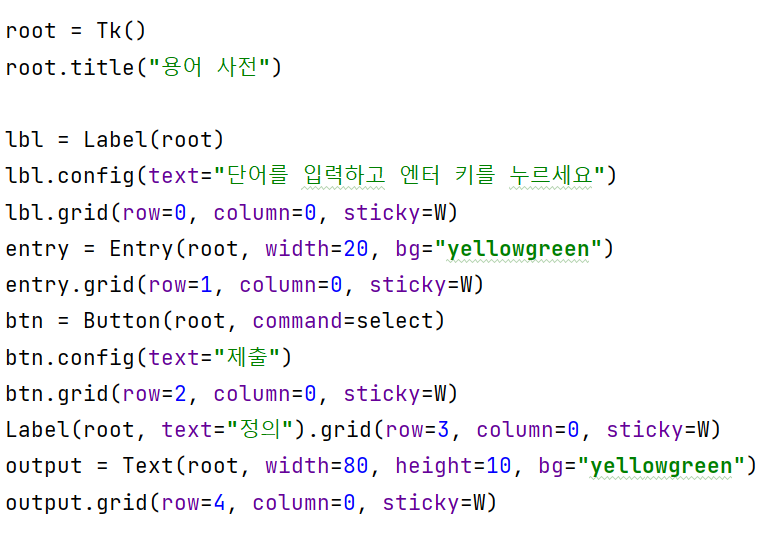 root = Tk()
root.title("용어 사전")
lbl = Label(root)
lbl.config(text="단어를 입력하고 엔터 키를 누르세요")
lbl.grid(row=0, column=0, sticky=W)
entry = Entry(root, width=20, bg="yellowgreen")
entry.grid(row=1, column=0, sticky=W)
btn = Button(root, command=select)
btn.config(text="제출")
btn.grid(row=2, column=0, sticky=W)
Label(root, text="정의").grid(row=3, column=0, sticky=W)
output = Text(root, width=80, height=10, bg="yellowgreen")
output.grid(row=4, column=0, sticky=W)